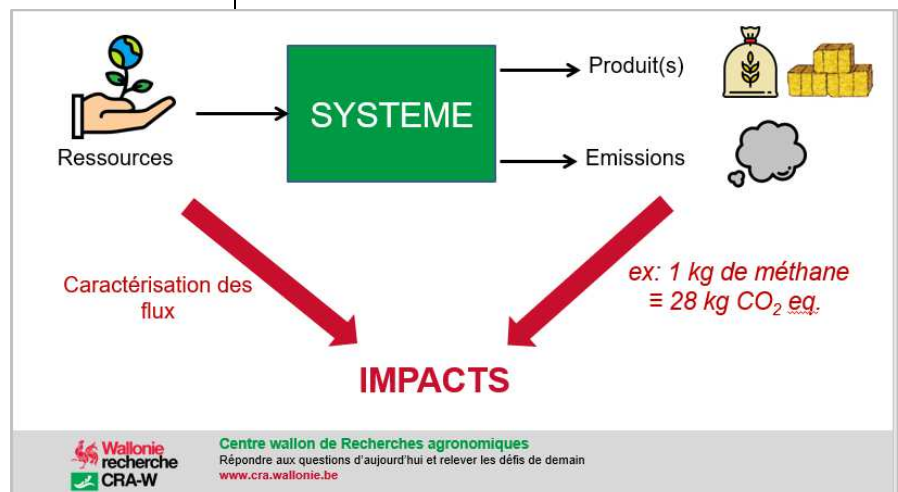 SYSTEME
Produit(s)
Ressources
Emissions
Caractérisation des
flux
ex: 1 kg de méthane
≡ 28 kg CO₂ eq.
IMPACTS
Wallonie
recherche
CRA-W
Centre wallon de Recherches agronomiques
Répondre aux questions d'aujourd'hui et relever les défis de demain
www.cra.wallonie.be